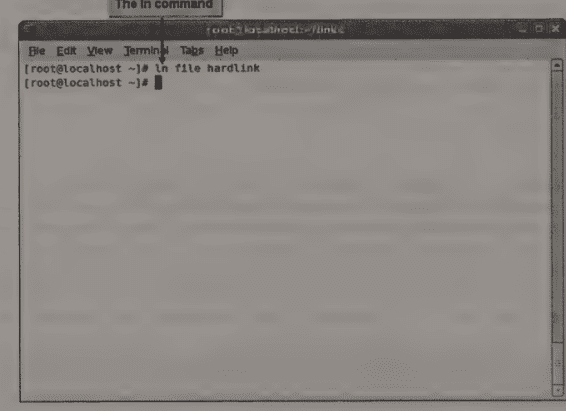 The ln command
File Edit View Terminal Tabs Help
[root@localhost ~]# ln file hardlink
[root@localhost ~]#